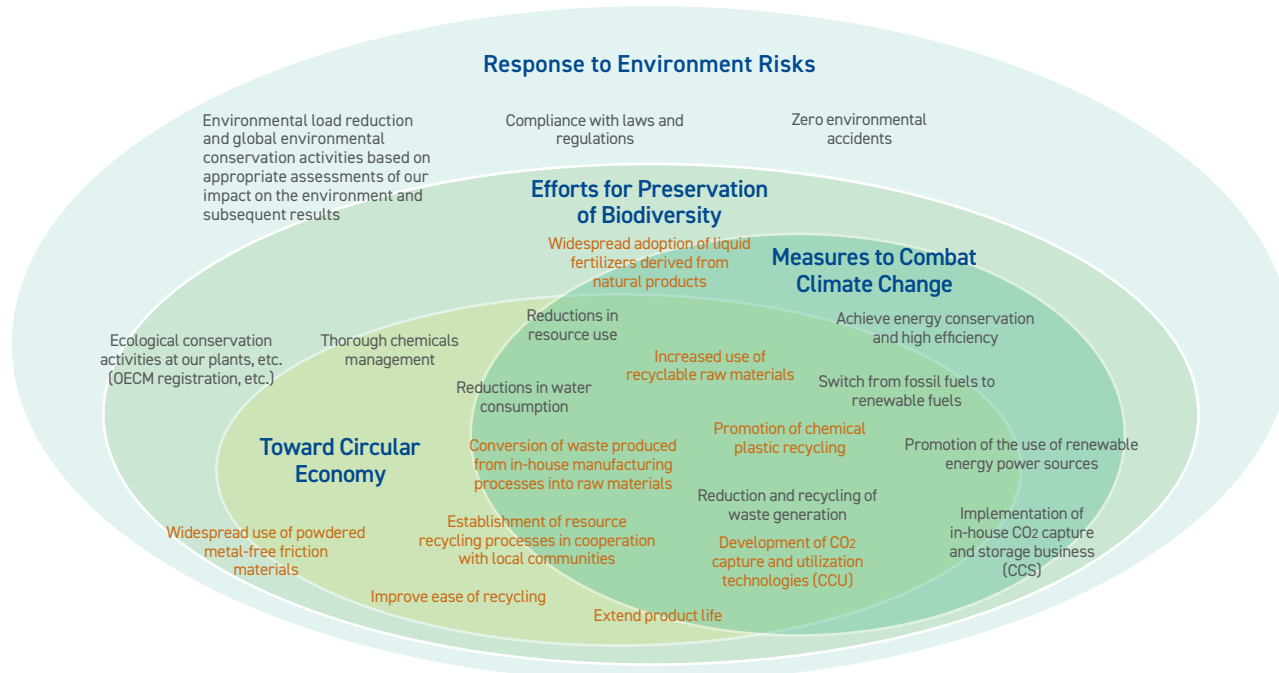 Response to Environment Risks
Environmental load reduction
and global environmental
conservation activities based on
appropriate assessments of our
impact on the environment and
subsequent results
Compliance with laws and
regulations
Zero environmental
accidents
Efforts for Preservation
of Biodiversity
Widespread adoption of liquid
fertilizers derived from
natural products
Measures to Combat
Climate Change
Ecological conservation
activities at our plants, etc.
(OECM registration, etc.)
Thorough chemicals
management
Reductions in
resource use
Achieve energy conservation
and high efficiency
Increased use of
recyclable raw materials
Reductions in water
consumption
Switch from fossil fuels to
renewable fuels
Toward Circular
Economy
Conversion of waste produced
from in-house manufacturing
processes into raw materials
Promotion of chemical
plastic recycling
Promotion of the use of renewable
energy power sources
Reduction and recycling of
waste generation
Widespread use of powdered
metal-free friction
materials
Establishment of resource
recycling processes in cooperation
with local communities
Development of CO2
capture and utilization
technologies (CCU)
Implementation of
in-house CO2 capture
and storage business
(CCS)
Improve ease of recycling
Extend product life